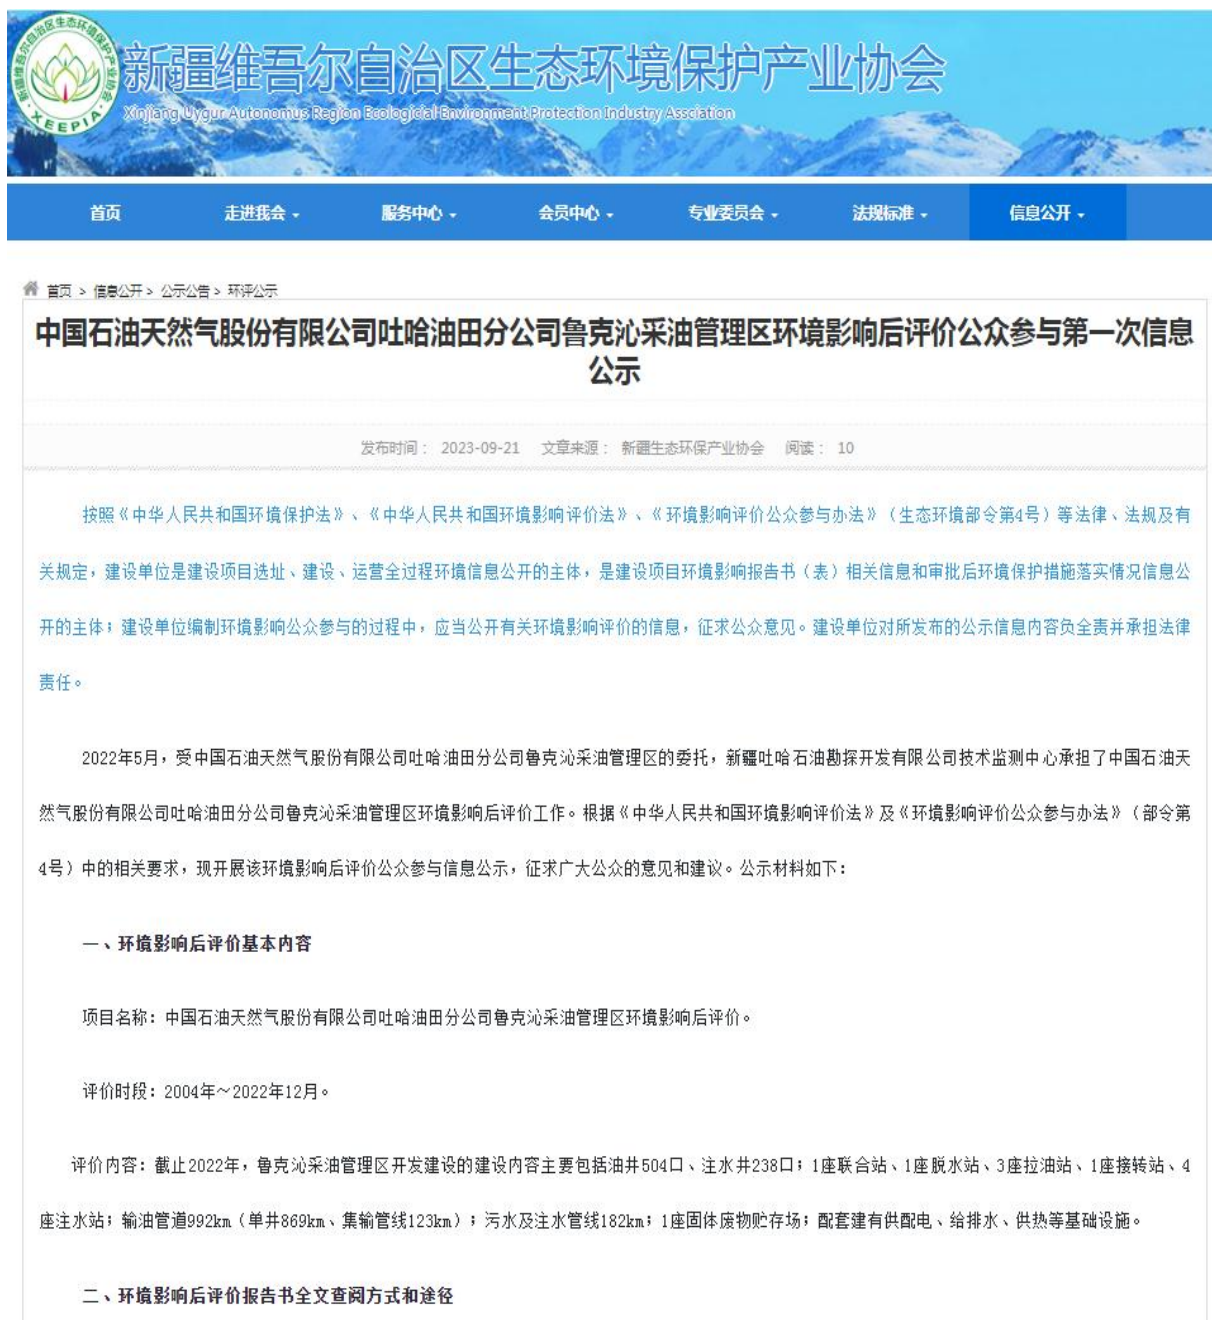 新疆维吾尔自治区生态环境保护产业协会
Xinjiang Uygur Autonomus Region Ecologicial Environment Protection Industry Assciation
新疆维吾尔自治区生态环境保护产业协会
XEEPIA
首页 走进我会 服务中心 会员中心 专业委员会 法规标准 信息公开
首页 > 信息公开 > 公示公告 > 环评公示
中国石油天然气股份有限公司吐哈油田分公司鲁克沁采油管理区环境影响后评价公众参与第一次信息
公示
发布时间： 2023-09-21 文章来源： 新疆生态环保产业协会 阅读： 10
按照《中华人民共和国环境保护法》、《中华人民共和国环境影响评价法》、《环境影响评价公众参与办法》（生态环境部令第4号）等法律、法规及有
关规定，建设单位是建设项目选址、建设、运营全过程环境信息公开的主体，是建设项目环境影响报告书（表）相关信息和审批后环境保护措施落实情况信息公
开的主体；建设单位编制环境影响公众参与的过程中，应当公开有关环境影响评价的信息，征求公众意见。建设单位对所发布的公示信息内容负全责并承担法律
责任。
2022年5月，受中国石油天然气股份有限公司吐哈油田分公司鲁克沁采油管理区的委托，新疆吐哈石油勘探开发有限公司技术监测中心承担了中国石油天
然气股份有限公司吐哈油田分公司鲁克沁采油管理区环境影响后评价工作。根据《中华人民共和国环境影响评价法》及《环境影响评价公众参与办法》（部令第
4号）中的相关要求，现开展该环境影响后评价公众参与信息公示，征求广大公众的意见和建议。公示材料如下：
一、环境影响后评价基本内容
项目名称：中国石油天然气股份有限公司吐哈油田分公司鲁克沁采油管理区环境影响后评价。
评价时段：2004年～2022年12月。
评价内容：截止2022年，鲁克沁采油管理区开发建设的建设内容主要包括油井504口、注水井238口；1座联合站、1座脱水站、3座拉油站、1座接转站、4
座注水站；输油管道992km（单井869km、集输管线123km）；污水及注水管线182km；1座固体废物贮存场；配套建有供配电、给排水、供热等基础设施。
二、环境影响后评价报告书全文查阅方式和途径